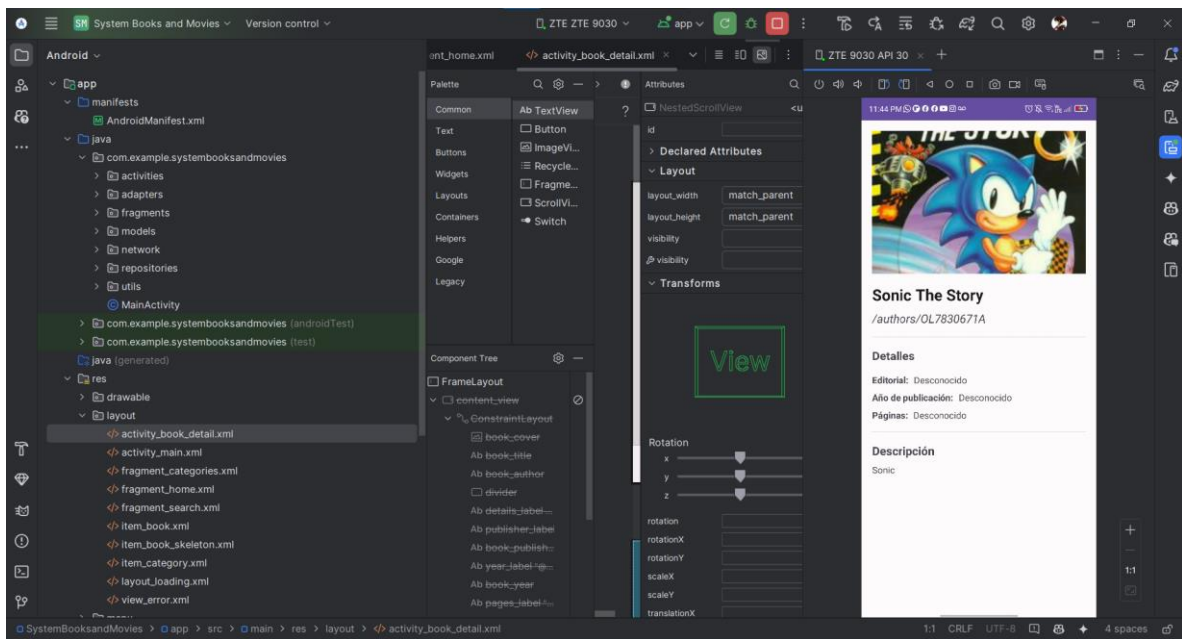 SM System Books and Movies Version control ZTE ZTE 9030 app
Android
app
manifests
AndroidManifest.xml
java
com.example.systembooksandmovies
activities
adapters
fragments
models
network
repositories
utils
MainActivity
com.example.systembooksandmovies (androidTest)
com.example.systembooksandmovies (test)
java (generated)
res
drawable
layout
activity_book_detail.xml
activity_main.xml
fragment_categories.xml
fragment_home.xml
fragment_search.xml
item_book.xml
item_book_skeleton.xml
item_category.xml
layout_loading.xml
view_error.xml
ent_home.xml activity_book_detail.xml
Palette
Common
Text
Buttons
Widgets
Layouts
Containers
Helpers
Google
Legacy
Ab TextView
Button
ImageVi...
Recycle...
Fragme...
ScrollVi...
Switch
Component Tree
FrameLayout
content_view
ConstraintLayout
book_cover
Ab book_title
Ab book_author
divider
Ab details_label...
Ab publisher_label
Ab book_publish...
Ab year_label "@...
Ab book_year
Ab pages_label
?
Attributes
NestedScrollView <u
id
Declared Attributes
Layout
layout_width match_parent
layout_height match_parent
visibility
visibility
Transforms
View
Rotation
x
y
z
rotation
rotationX
rotationY
scaleX
scaleY
translationX
ZTE 9030 API 30
11:44 PM
Sonic The Story
/authors/OL7830671A
Detalles
Editorial: Desconocido
Año de publicación: Desconocido
Páginas: Desconocido
Descripción
Sonic
1:1
SystemBooksandMovies > app > src > main > res > layout > activity_book_detail.xml 1:1 CRLF UTF-8 4 spaces